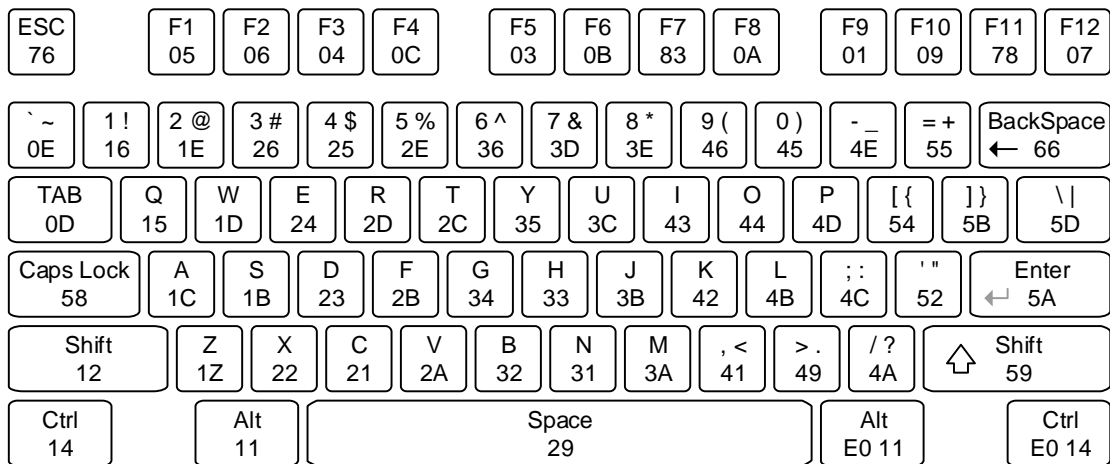 ESC F1 F2 F3 F4 F5 F6 F7 F8 F9 F10 F11 F12
76 05 06 04 0C 03 0B 83 0A 01 09 78 07
` ~ 1 ! 2 @ 3 # 4 $ 5 % 6 ^ 7 & 8 * 9 ( 0 ) - _ = + BackSpace
0E 16 1E 26 25 2E 36 3D 3E 46 45 4E 55 66
TAB Q W E R T Y U I O P [ { ] } \ |
0D 15 1D 24 2D 2C 35 3C 43 44 4D 54 5B 5D
Caps Lock A S D F G H J K L ; : ' " Enter
58 1C 1B 23 2B 34 33 3B 42 4B 4C 52 5A
Shift Z X C V B N M , < > . / ? Shift
12 1Z 22 21 2A 32 31 3A 41 49 4A 59
Ctrl Alt Space Alt Ctrl
14 11 29 E0 11 E0 14